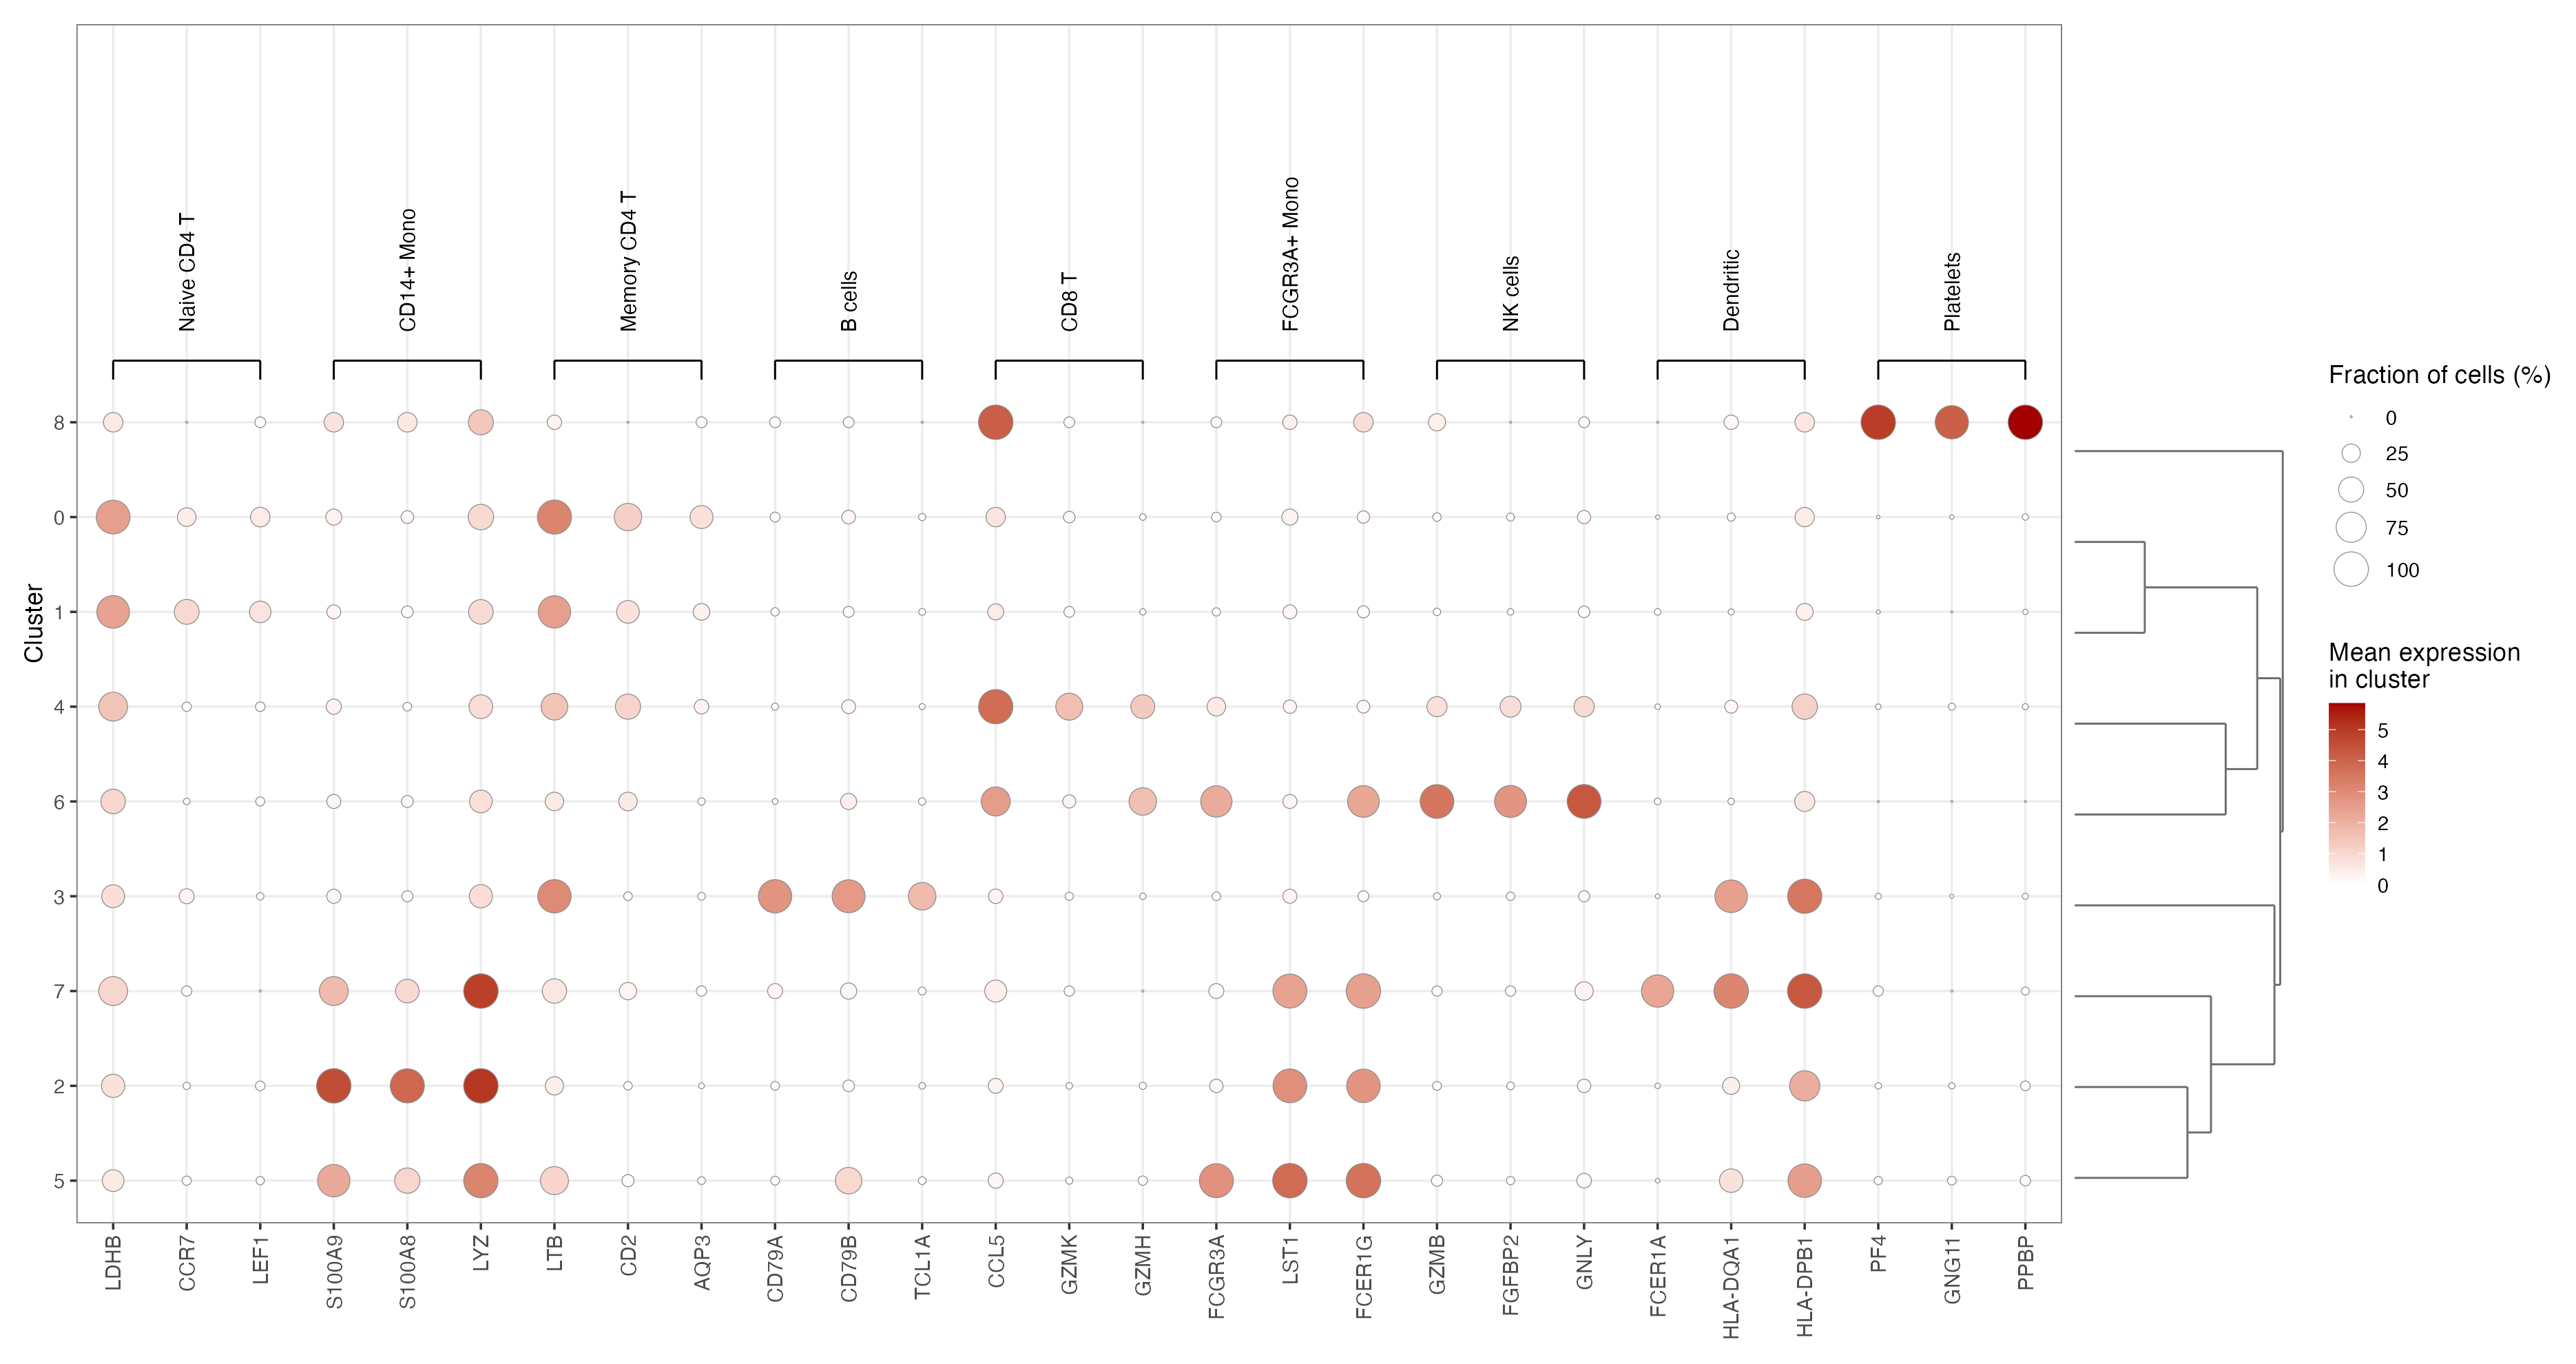 Naive CD4 T
CD14+ Mono
Memory CD4 T
B cells
CD8 T
FCGR3A+ Mono
NK cells
Dendritic
Platelets
Cluster
8
0
1
4
6
3
7
2
5
LDHB
CCR7
LEF1
S100A9
S100A8
LYZ
LTB
CD2
AQP3
CD79A
CD79B
TCL1A
CCL5
GZMK
GZMH
FCGR3A
LST1
FCER1G
GZMB
FGFBP2
GNLY
FCER1A
HLA-DQA1
HLA-DPB1
PF4
GNG11
PPBP
Fraction of cells (%)
0
25
50
75
100
Mean expression
in cluster
5
4
3
2
1
0